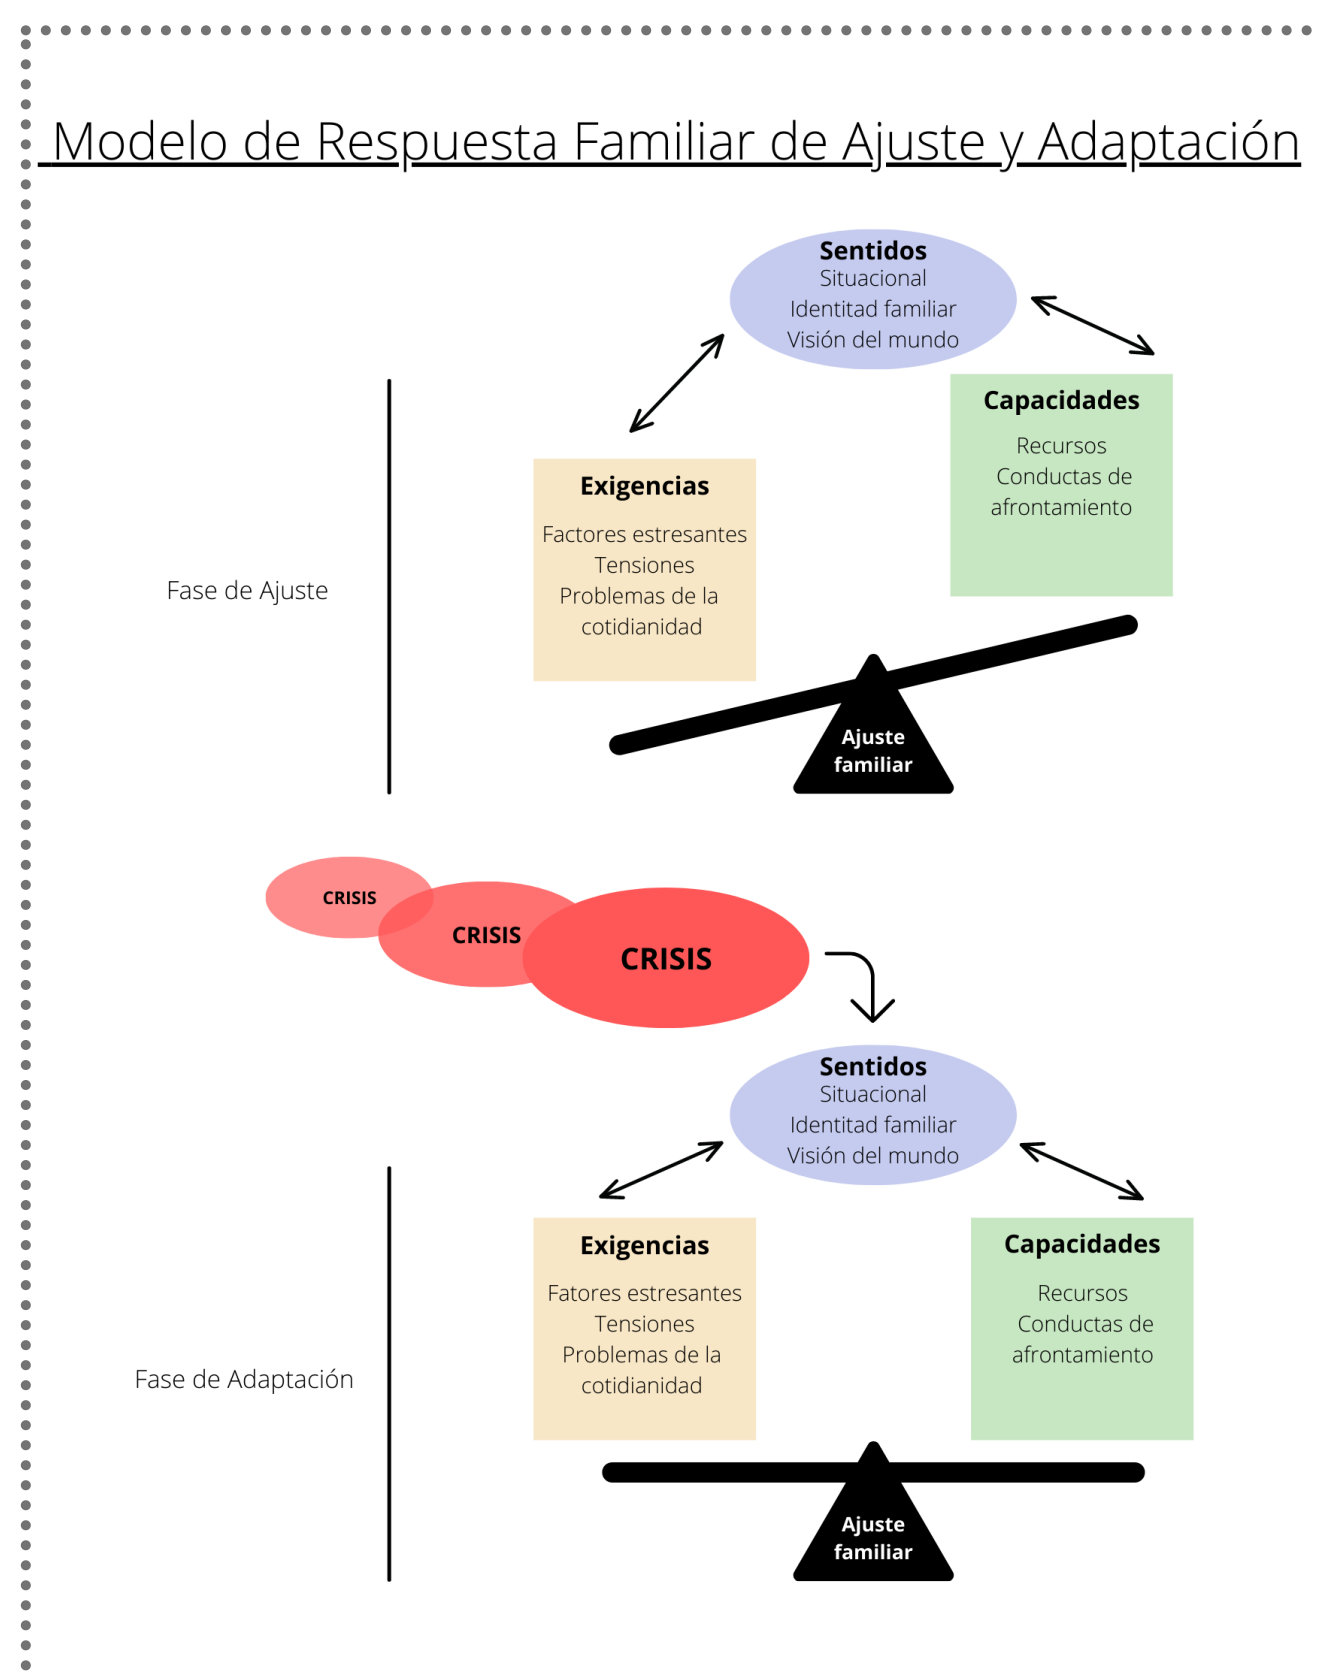 Modelo de Respuesta Familiar de Ajuste y Adaptación
Sentidos
Situacional
Identitad familiar
Visión del mundo
Capacidades
Recursos
Conductas de
afrontamiento
Exigencias
Factores estresantes
Tensiones
Problemas de la
cotidianidad
Fase de Ajuste
Ajuste
familiar
CRISIS
CRISIS
CRISIS
Sentidos
Situacional
Identitad familiar
Visión del mundo
Exigencias
Fatores estresantes
Tensiones
Problemas de la
cotidianidad
Capacidades
Recursos
Conductas de
afrontamiento
Fase de Adaptación
Ajuste
familiar